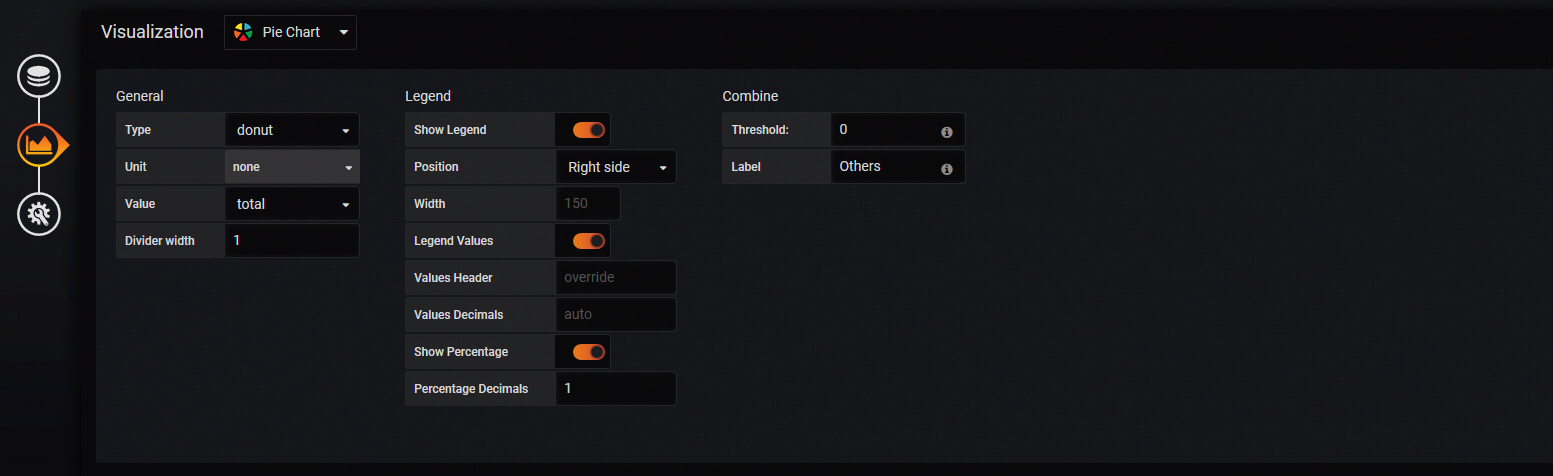 Visualization
Pie Chart
General
Type
donut
Unit
none
Value
total
Divider width
1
Legend
Show Legend
Position
Right side
Width
150
Legend Values
Values Header
override
Values Decimals
auto
Show Percentage
Percentage Decimals
1
Combine
Threshold:
0
Label
Others